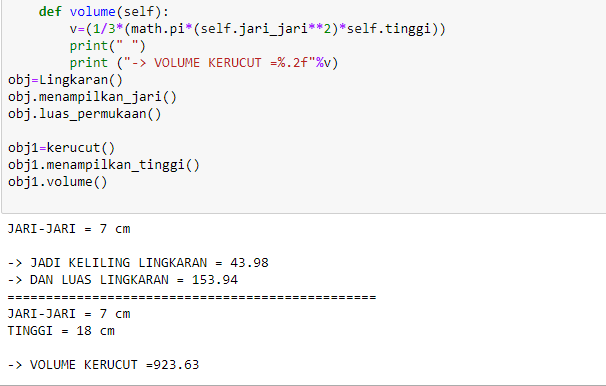 def volume(self):
v=(1/3*(math.pi*(self.jari_jari**2)*self.tinggi))
print(" ")
print ("-> VOLUME KERUCUT =%.2f"%v)
obj=Lingkaran()
obj.menampilkan_jari()
obj.luas_permukaan()
obj1=kerucut()
obj1.menampilkan_tinggi()
obj1.volume()
JARI-JARI = 7 cm
-> JADI KELILING LINGKARAN = 43.98
-> DAN LUAS LINGKARAN = 153.94
================================================
JARI-JARI = 7 cm
TINGGI = 18 cm
-> VOLUME KERUCUT =923.63